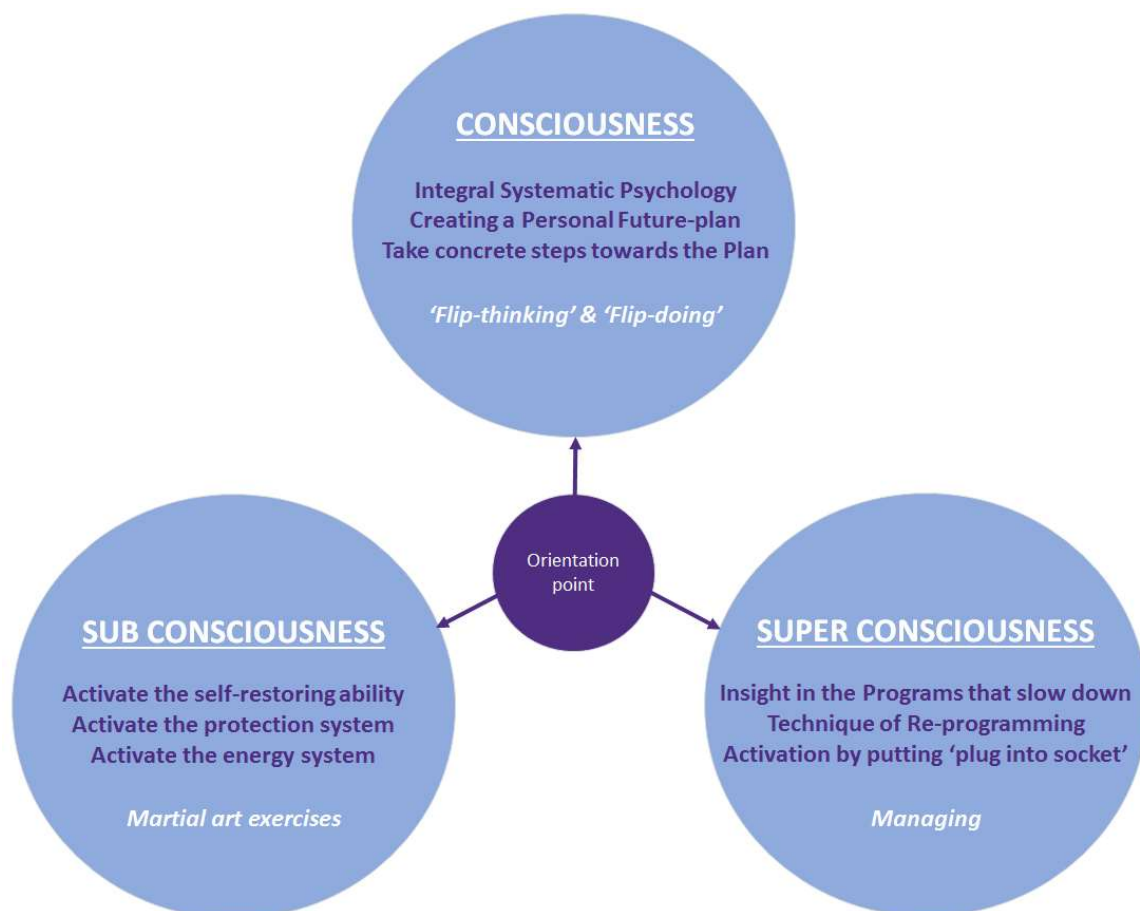 CONSCIOUSNESS
Integral Systematic Psychology
Creating a Personal Future-plan
Take concrete steps towards the Plan
‘Flip-thinking’ & ‘Flip-doing’
Orientation
point
SUB CONSCIOUSNESS
Activate the self-restoring ability
Activate the protection system
Activate the energy system
Martial art exercises
SUPER CONSCIOUSNESS
Insight in the Programs that slow down
Technique of Re-programming
Activation by putting ‘plug into socket’
Managing